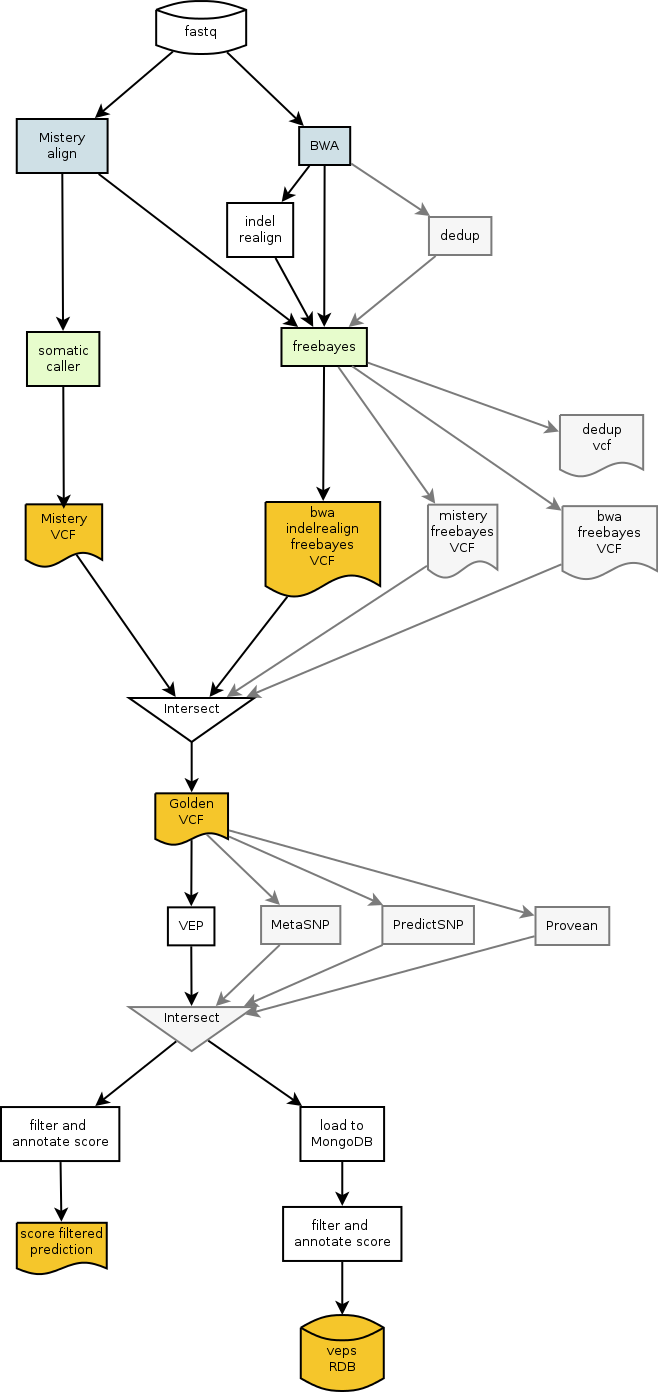 fastq
Mistery
align
BWA
indel
realign
dedup
somatic
caller
freebayes
dedup
vcf
Mistery
VCF
bwa
indelrealign
freebayes
VCF
mistery
freebayes
VCF
bwa
freebayes
VCF
Intersect
Golden
VCF
VEP
MetaSNP
PredictSNP
Provean
Intersect
filter and
annotate score
load to
MongoDB
score filtered
prediction
filter and
annotate score
veps
RDB